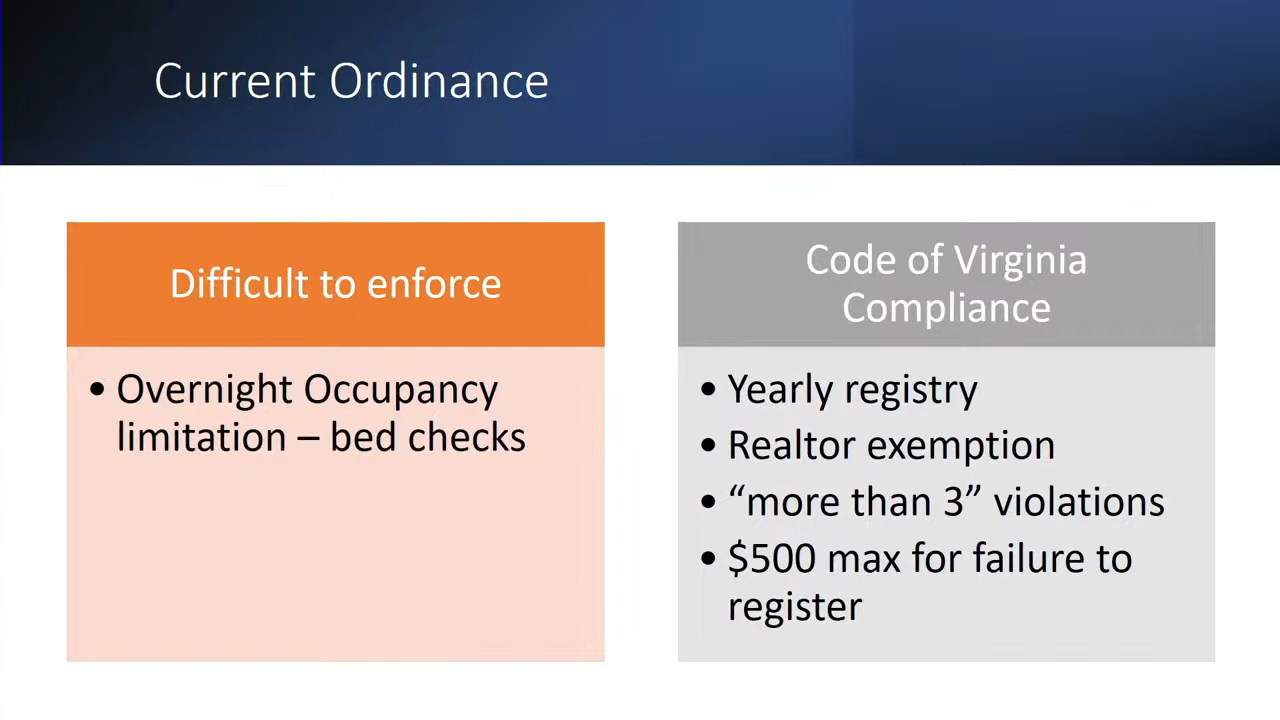 Current Ordinance
Difficult to enforce
• Overnight Occupancy
limitation – bed checks
Code of Virginia
Compliance
• Yearly registry
• Realtor exemption
• “more than 3” violations
• $500 max for failure to
register